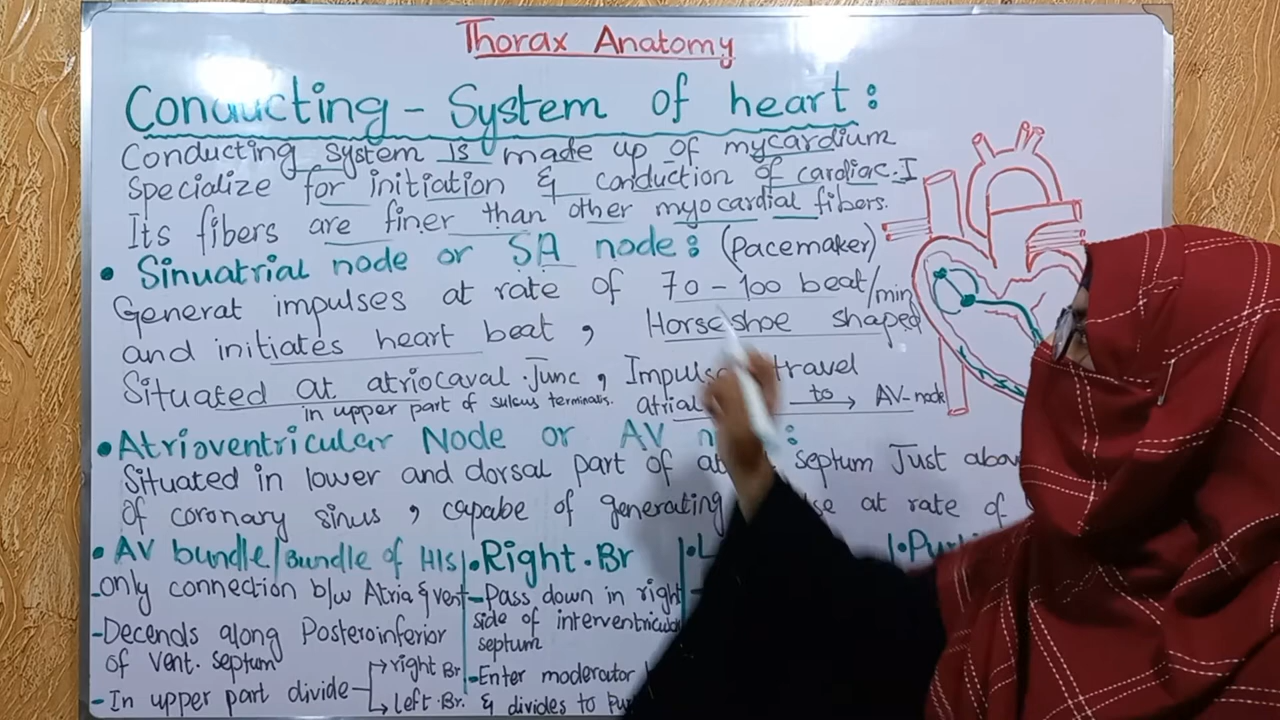 Thorax Anatomy
Conducting - System of heart :
Conducting system is made up of myocardium
Specialize for initiation & conduction of cardiac.I
Its fibers are finer than other myocardial fibers.
• Sinuatrial node or SA node : (Pacemaker)
Generat impulses at rate of 70 - 100 beat/min
and initiates heart beat , Horseshoe shaped
Situated at atriocaval Junc , Impulse travel
in upper part of sulcus terminalis. atrial to → AV-node
• Atrioventricular Node or AV :
Situated in lower and dorsal part of septum Just
of coronary sinus , capabe of generating at rate of
• AV bundle/Bundle of HIS
-only connection b/w Atria & vent
-Decends along Posteroinferior
of vent. septum
- In upper part divide → right Br
→ left Br.
• Right . Br
-Pass down in right
side of interventricular
septum
-Enter moderator
& divides to